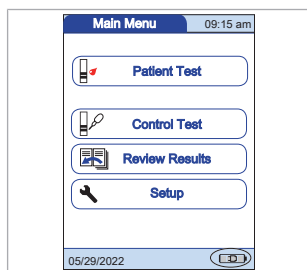 Main Menu 09:15 am
Patient Test
Control Test
Review Results
Setup
05/29/2022